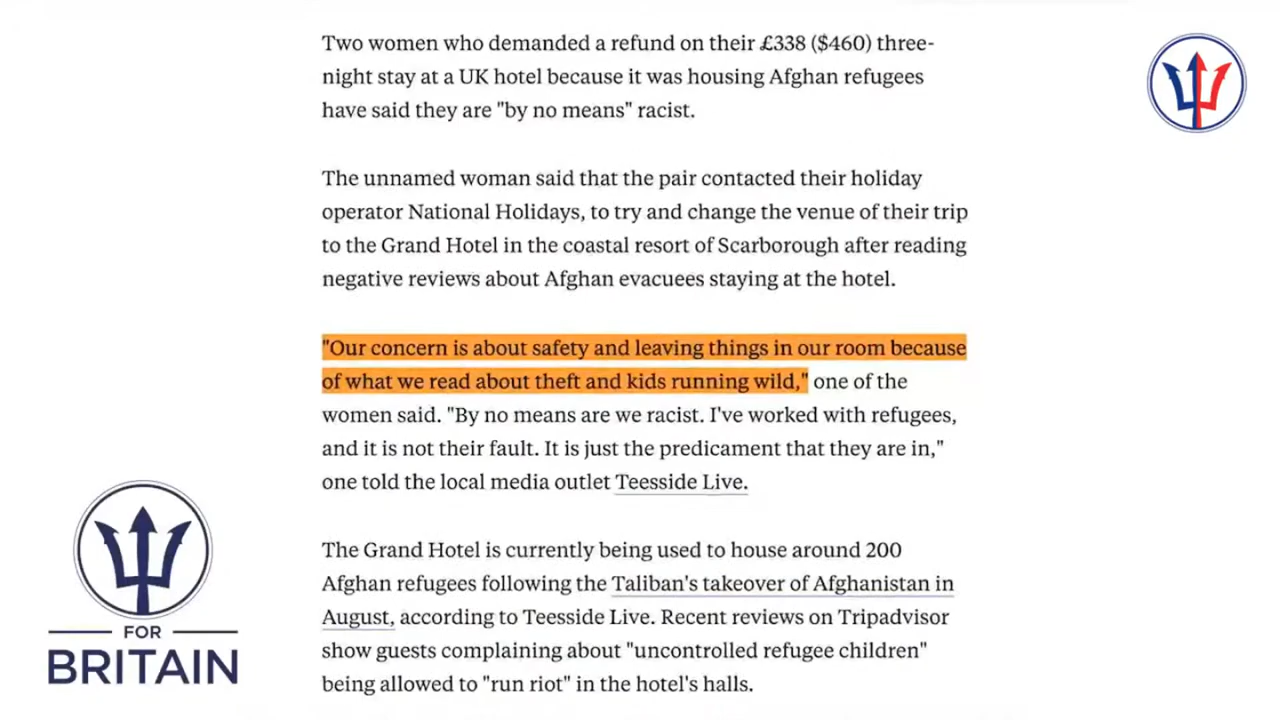 Two women who demanded a refund on their £338 ($460) three-
night stay at a UK hotel because it was housing Afghan refugees
have said they are "by no means" racist.
The unnamed woman said that the pair contacted their holiday
operator National Holidays, to try and change the venue of their trip
to the Grand Hotel in the coastal resort of Scarborough after reading
negative reviews about Afghan evacuees staying at the hotel.
"Our concern is about safety and leaving things in our room because
of what we read about theft and kids running wild," one of the
women said. "By no means are we racist. I've worked with refugees,
and it is not their fault. It is just the predicament that they are in,"
one told the local media outlet Teesside Live.
The Grand Hotel is currently being used to house around 200
Afghan refugees following the Taliban's takeover of Afghanistan in
August, according to Teesside Live. Recent reviews on Tripadvisor
show guests complaining about "uncontrolled refugee children"
being allowed to "run riot" in the hotel's halls.
FOR
BRITAIN